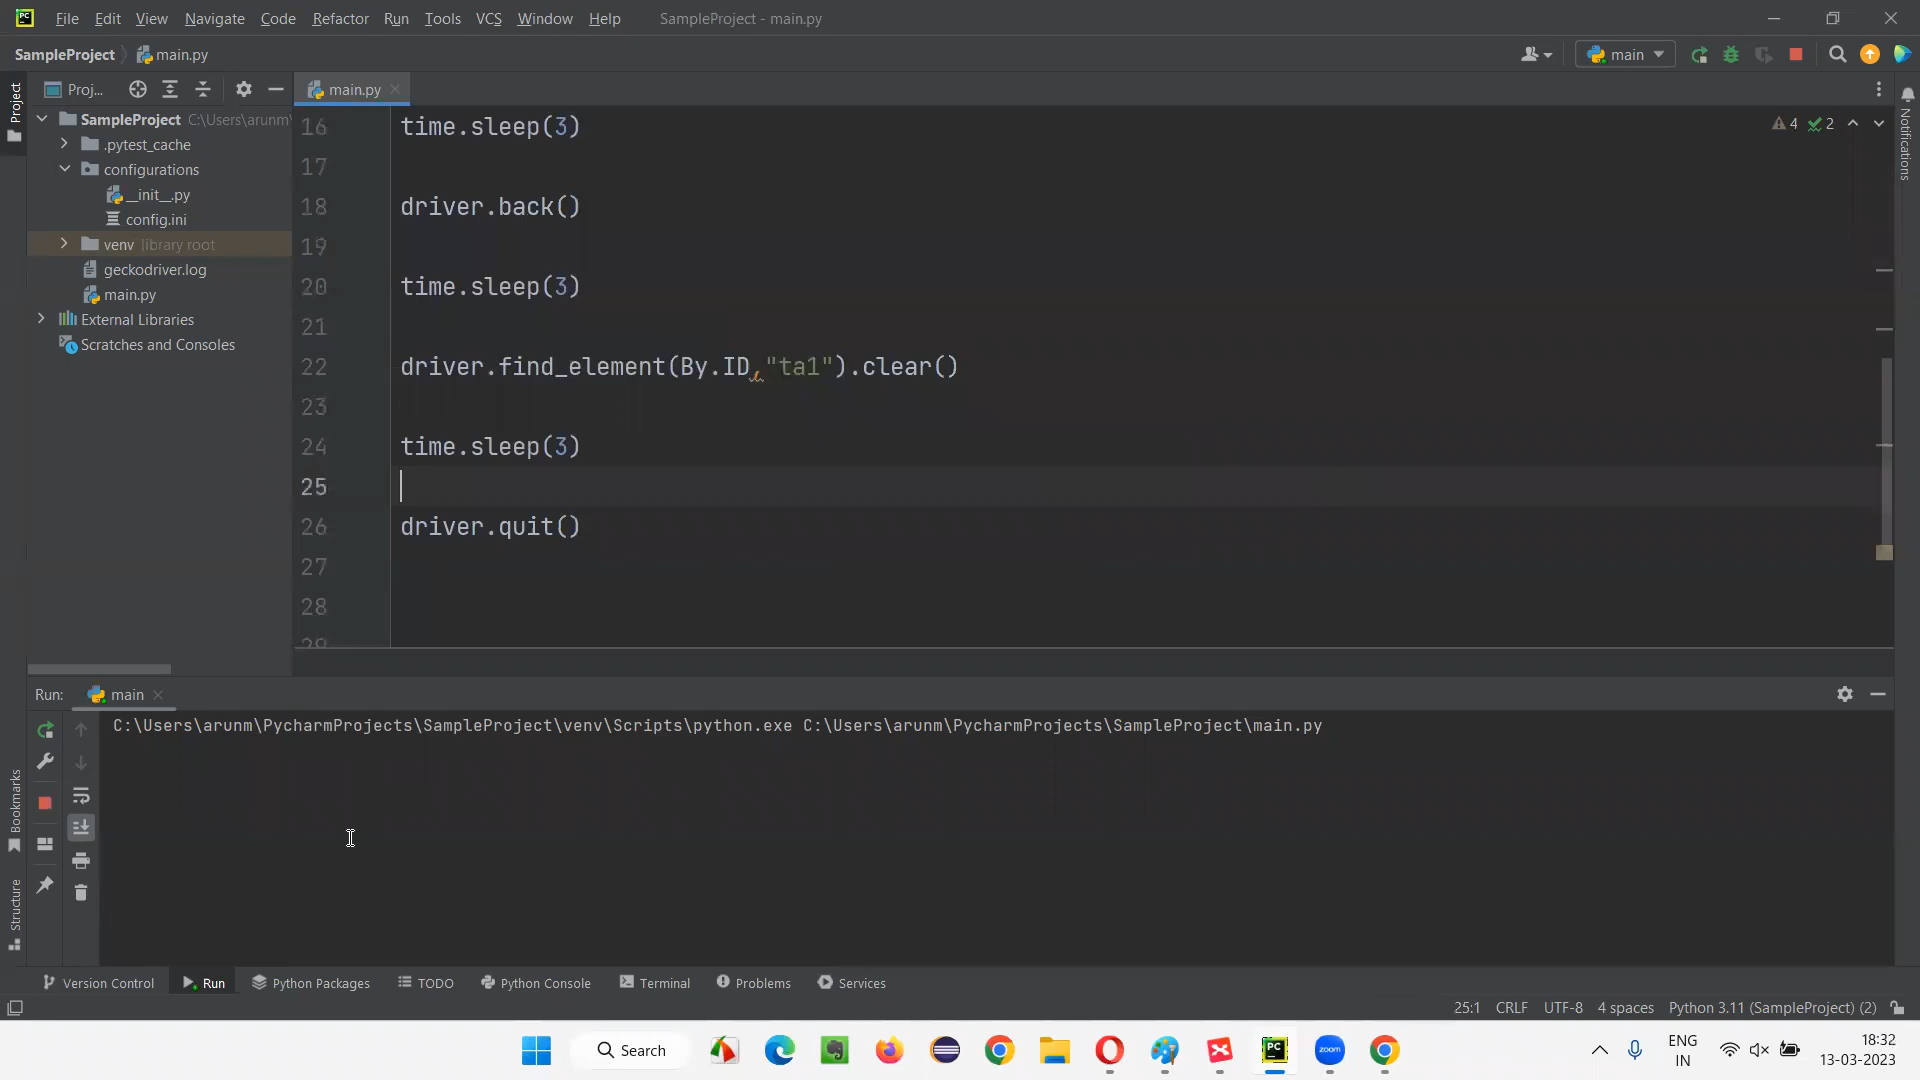 File Edit View Navigate Code Refactor Run Tools VCS Window Help SampleProject - main.py
SampleProject main.py main
Project
Proj...
main.py
Notifications
SampleProject C:\Users\arunm\
.pytest_cache
configurations
__init__.py
config.ini
venv library root
geckodriver.log
main.py
External Libraries
Scratches and Consoles
4 2
16 time.sleep(3)
17
18 driver.back()
19
20 time.sleep(3)
21
22 driver.find_element(By.ID,"ta1").clear()
23
24 time.sleep(3)
25
26 driver.quit()
27
28
29
Run: main
C:\Users\arunm\PycharmProjects\SampleProject\venv\Scripts\python.exe C:\Users\arunm\PycharmProjects\SampleProject\main.py
Bookmarks
Structure
Version Control Run Python Packages TODO Python Console Terminal Problems Services
25:1 CRLF UTF-8 4 spaces Python 3.11 (SampleProject) (2)
Search
zoom
ENG
IN
18:32
13-03-2023